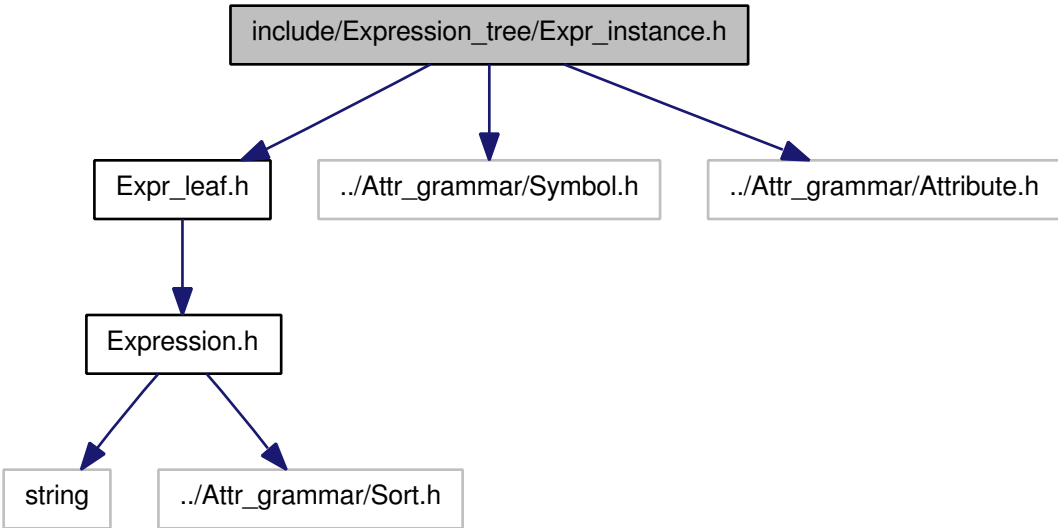 include/Expression_tree/Expr_instance.h
Expr_leaf.h
../Attr_grammar/Symbol.h
../Attr_grammar/Attribute.h
Expression.h
string
../Attr_grammar/Sort.h